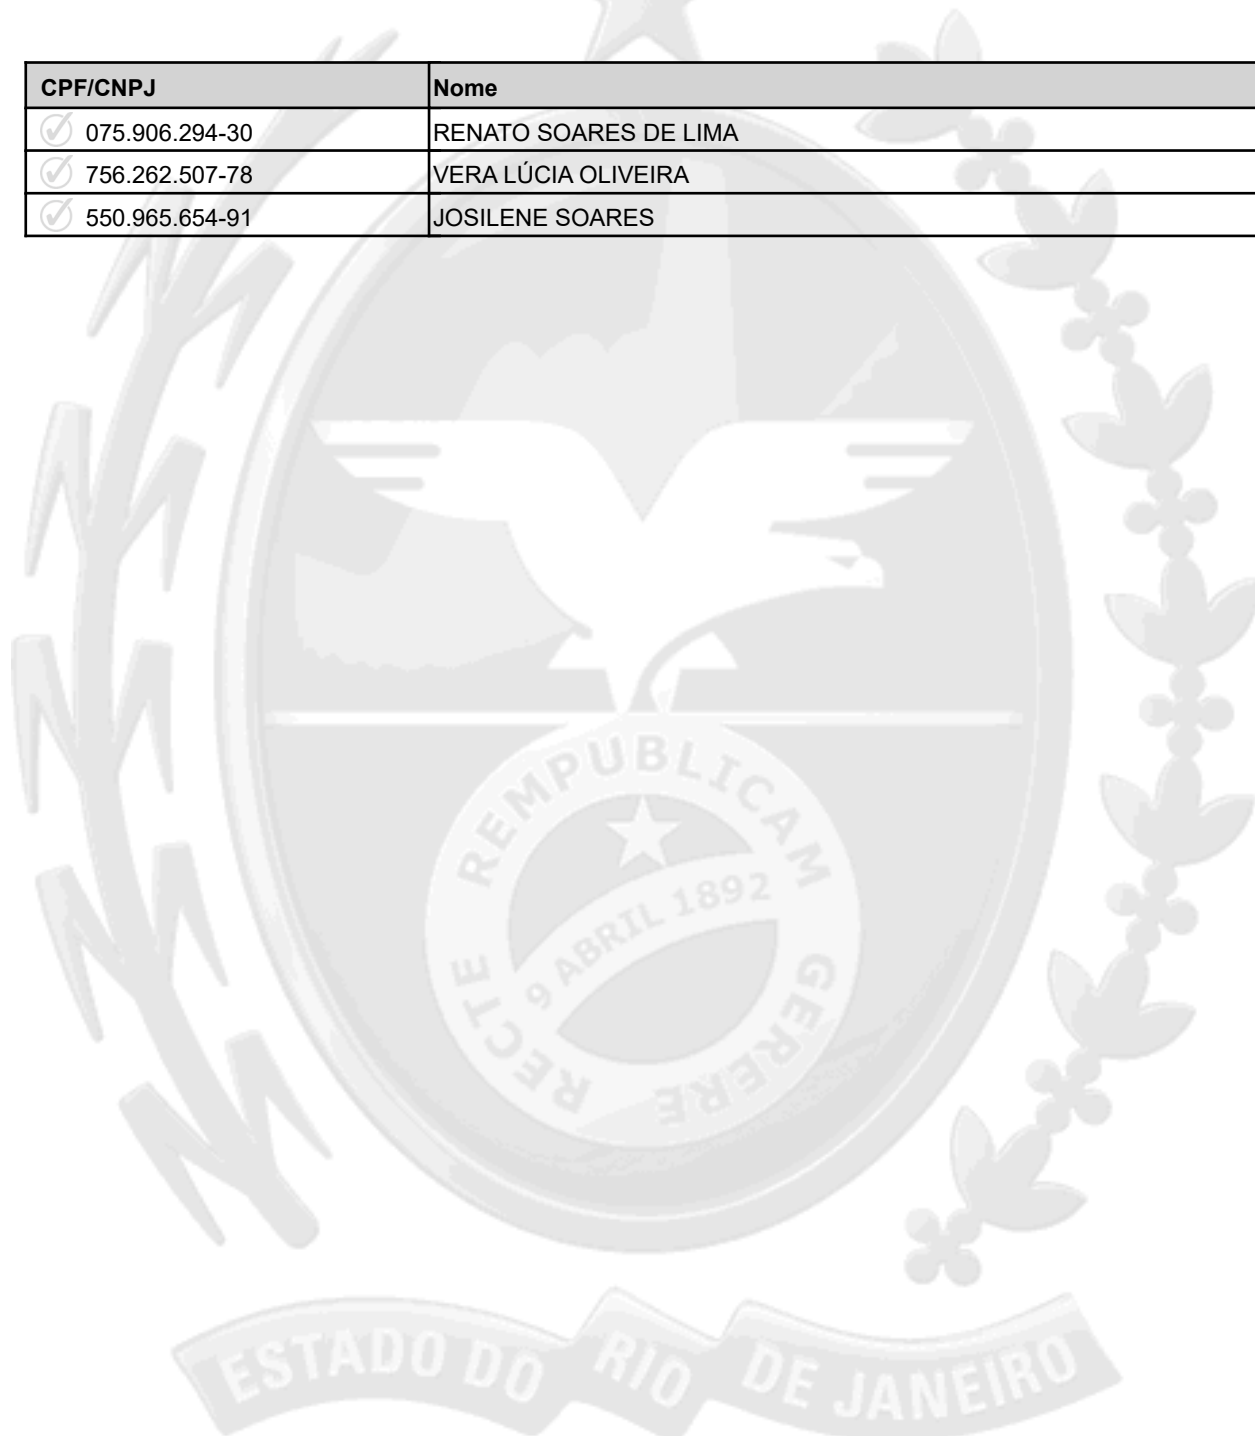 CPF/CNPJ Nome
075.906.294-30 RENATO SOARES DE LIMA
756.262.507-78 VERA LÚCIA OLIVEIRA
550.965.654-91 JOSILENE SOARES
RECTE REMPUBLICAM GERERE
9 ABRIL 1892
ESTADO DO RIO DE JANEIRO